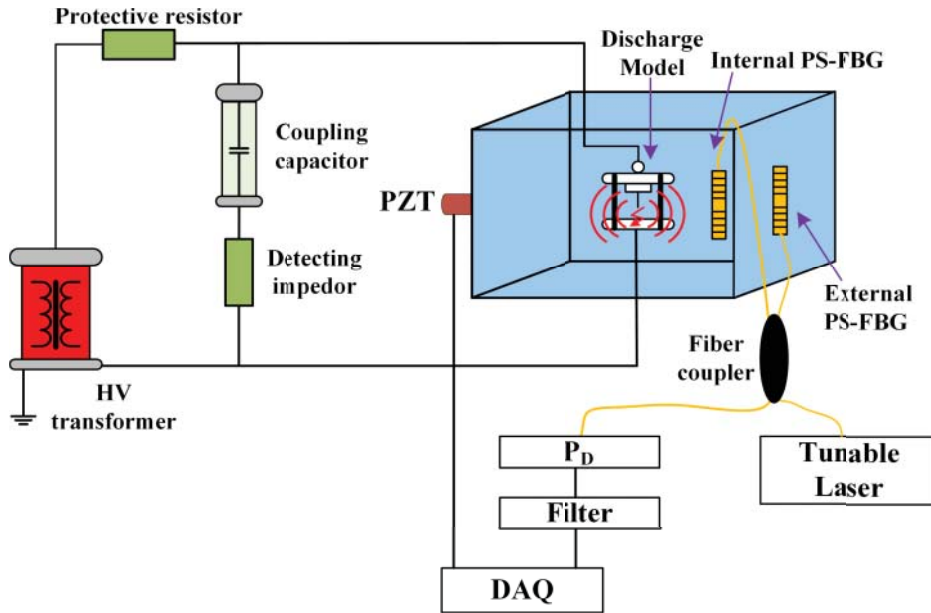 Protective resistor
Discharge
Model
Internal PS-FBG
Coupling
capacitor
PZT
Detecting
impedor
External
PS-FBG
Fiber
coupler
HV
transformer
PD
Tunable
Laser
Filter
DAQ